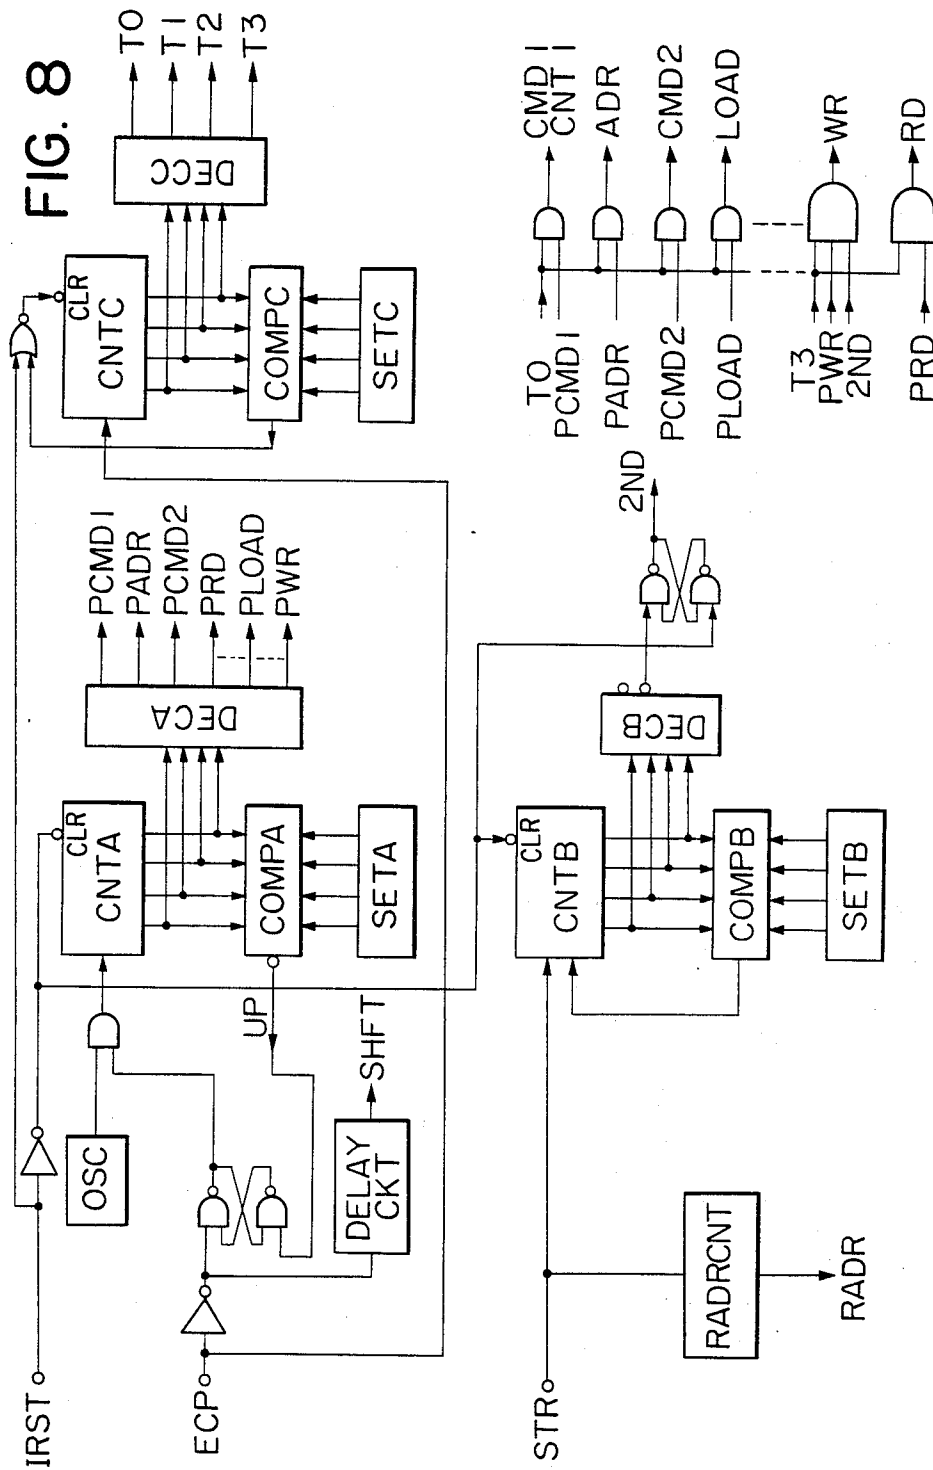 FIG. 8
IRST
OSC
CLR
CNTA
COMPA
SETA
UP
DECA
PCMD1
PADR
PCMD2
PRD
PLOAD
PWR
CLR
CNTC
COMPC
SETC
DECC
T0
T1
T2
T3
ECP
DELAY
CKT
SHFT
STR
RADRCNT
RADR
CLR
CNTB
COMPB
SETB
DECB
2ND
T0
PCMD1
CMD1
CNT1
PADR
ADR
PCMD2
CMD2
PLOAD
LOAD
T3
PWR
2ND
WR
PRD
RD